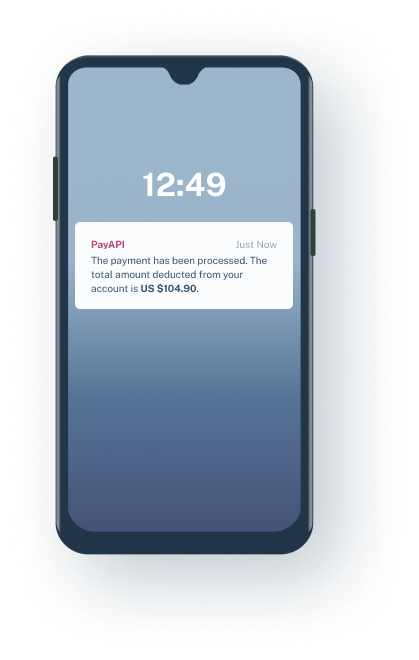 12:49
PayAPI Just Now
The payment has been processed. The
total amount deducted from your
account is US $104.90.